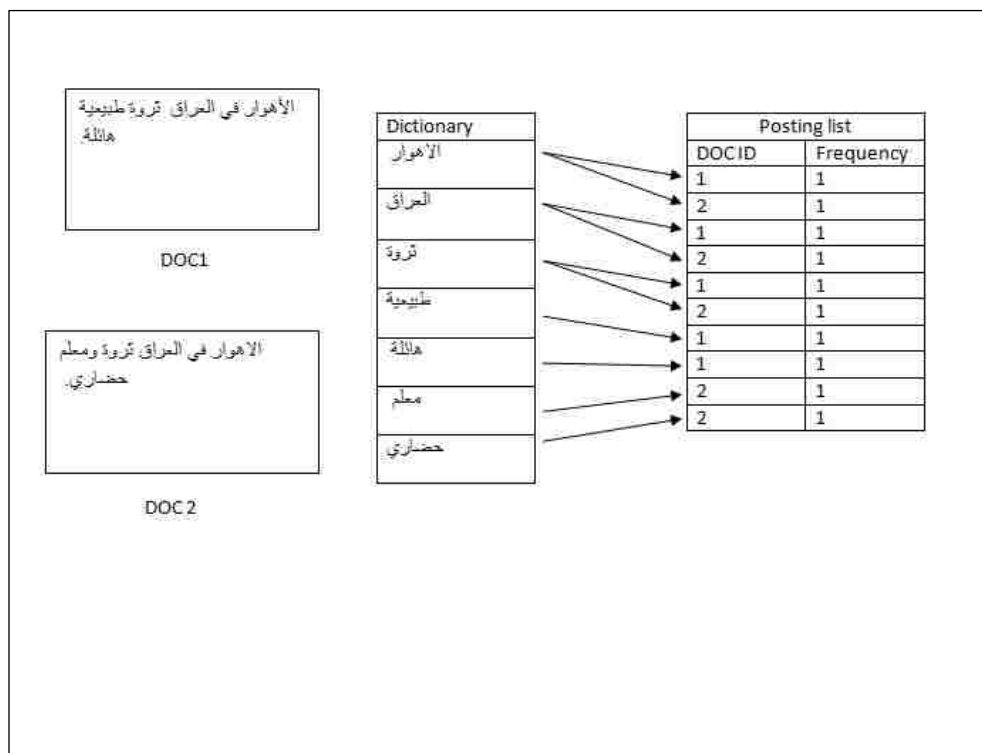 الأهوار في العراق ثروة طبيعية
هائلة.
DOC1
الاهوار في العراق ثروة ومعلم
حضاري.
DOC 2
Dictionary
الاهوار
العراق
ثروة
طبيعية
هائلة
معلم
حضاري
Posting list
DOC ID Frequency
1 1
2 1
1 1
2 1
1 1
2 1
1 1
1 1
2 1
2 1